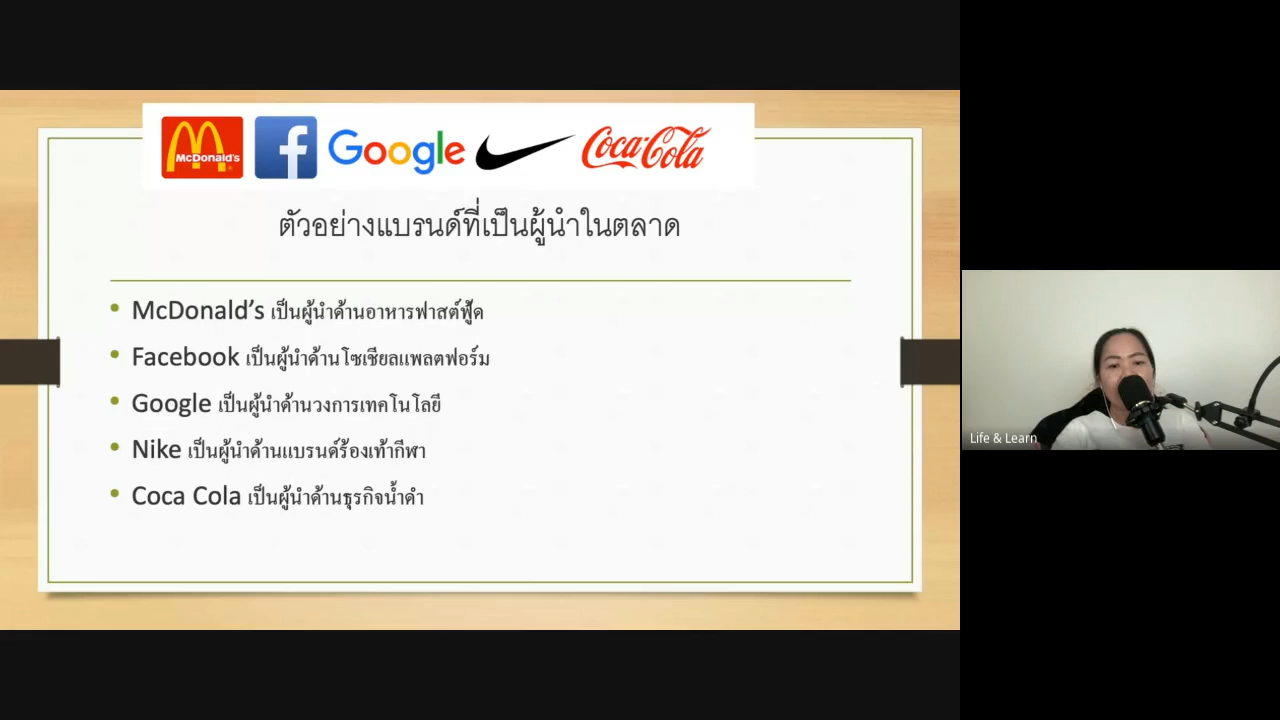 McDonald's
Google
Coca-Cola
ตัวอย่างแบรนด์ที่เป็นผู้นำในตลาด
• McDonald's เป็นผู้นำด้านอาหารฟาสต์ฟู้ด
• Facebook เป็นผู้นำด้านโซเชียลแพลตฟอร์ม
• Google เป็นผู้นำด้านวงการเทคโนโลยี
• Nike เป็นผู้นำด้านแบรนด์ร้องเท้ากีฬา
• Coca Cola เป็นผู้นำด้านธุรกิจน้ำดำ
Life & Learn